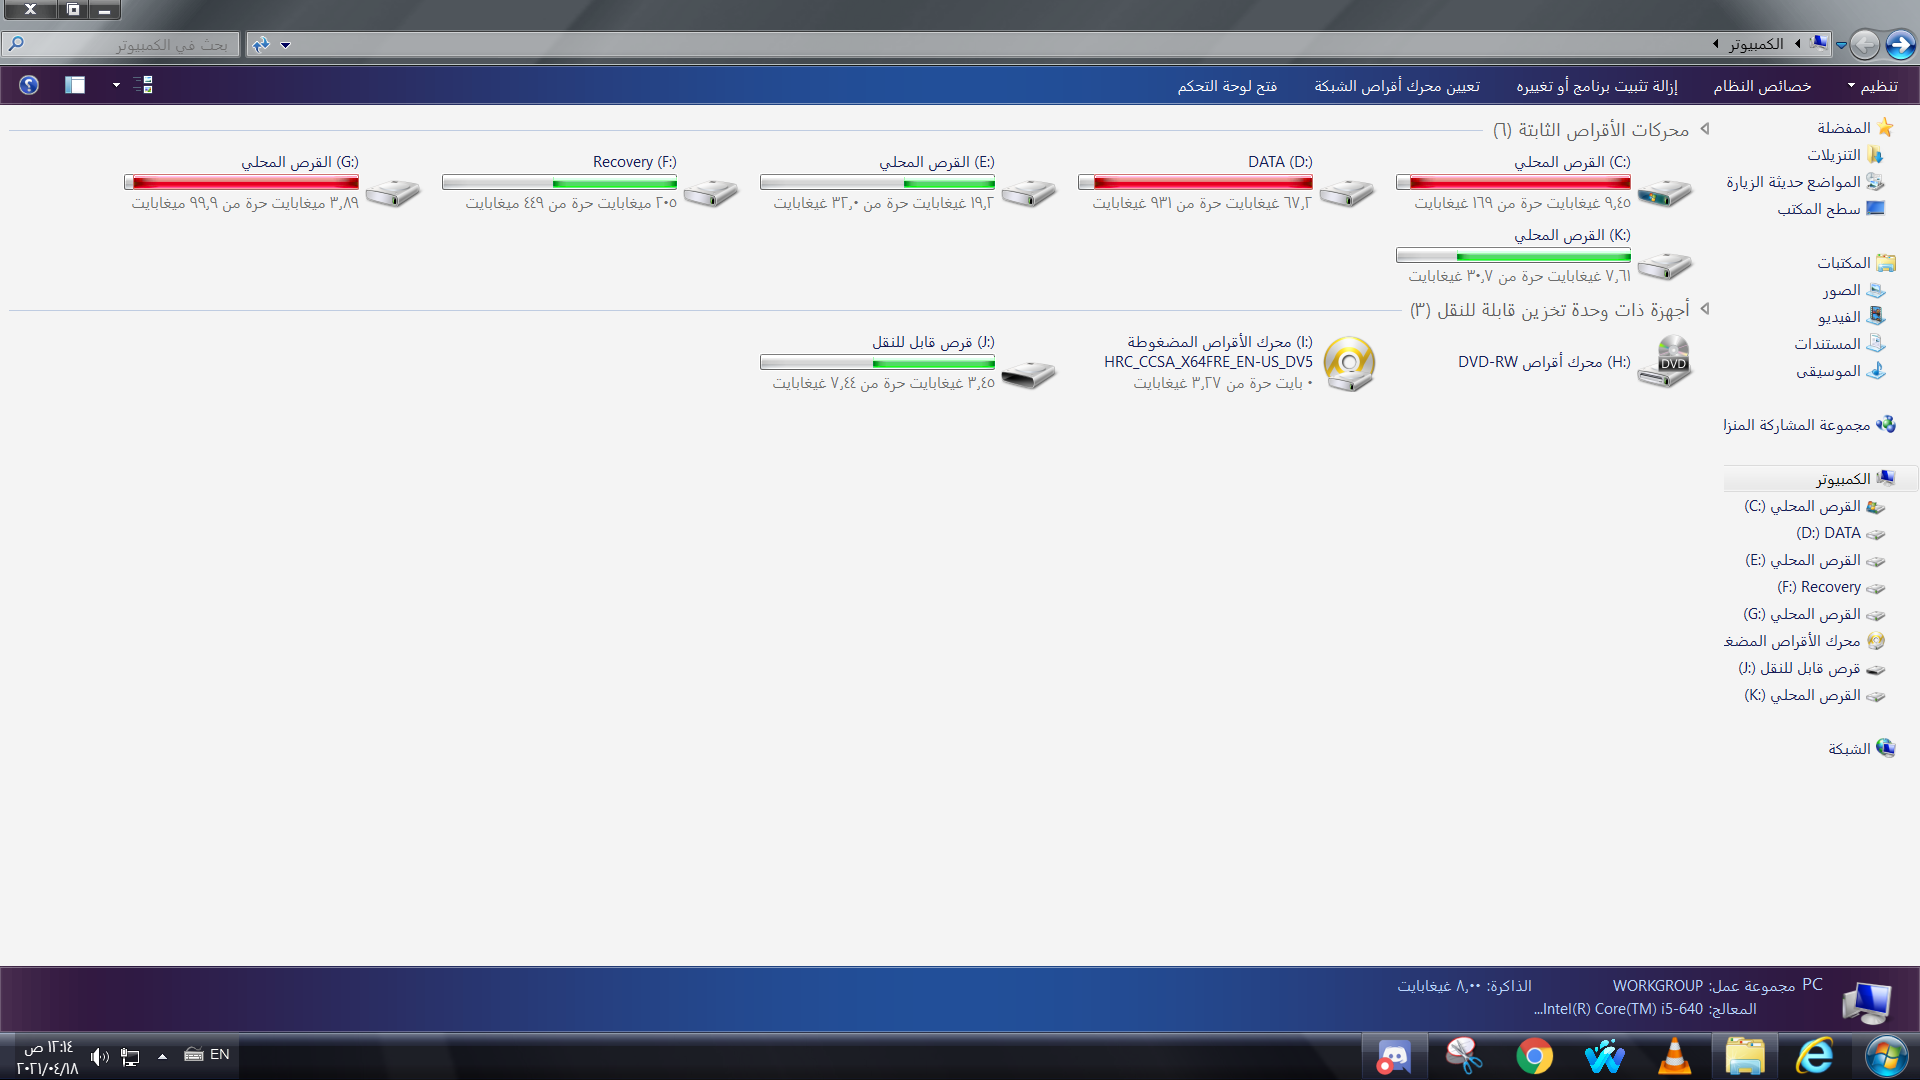 الكمبيوتر
بحث في الكمبيوتر
تنظيم
خصائص النظام
إزالة تثبيت برنامج أو تغييره
تعيين محرك أقراص الشبكة
فتح لوحة التحكم
المفضلة
التنزيلات
المواضع حديثة الزيارة
سطح المكتب
المكتبات
الصور
الفيديو
المستندات
الموسيقى
مجموعة المشاركة المنزل
الكمبيوتر
القرص المحلي (C:)
DATA (D:)
القرص المحلي (E:)
Recovery (F:)
القرص المحلي (G:)
محرك الأقراص المضغ
قرص قابل للنقل (J:)
القرص المحلي (K:)
الشبكة
محركات الأقراص الثابتة (٦)
القرص المحلي (C:)
٩,٤٥ غيغابايت حرة من ١٦٩ غيغابايت
DATA (D:)
٦٧,٢ غيغابايت حرة من ٩٣١ غيغابايت
القرص المحلي (E:)
١٩,٢ غيغابايت حرة من ٣٢,٠ غيغابايت
Recovery (F:)
٢٠٥ ميغابايت حرة من ٤٤٩ ميغابايت
القرص المحلي (G:)
٣,٨٩ ميغابايت حرة من ٩٩,٩ ميغابايت
القرص المحلي (K:)
٧,٦١ غيغابايت حرة من ٣٠,٧ غيغابايت
أجهزة ذات وحدة تخزين قابلة للنقل (٣)
محرك أقراص DVD-RW (H:)
DVD
محرك الأقراص المضغوطة (I:)
HRC_CCSA_X64FRE_EN-US_DV5
٠ بايت حرة من ٣,٢٧ غيغابايت
قرص قابل للنقل (J:)
٣,٤٥ غيغابايت حرة من ٧,٤٤ غيغابايت
PC مجموعة عمل: WORKGROUP الذاكرة: ٨,٠٠ غيغابايت
المعالج: Intel(R) Core(TM) i5-640...
EN
١٢:١٤ ص
٢٠٢١/٠٤/١٨